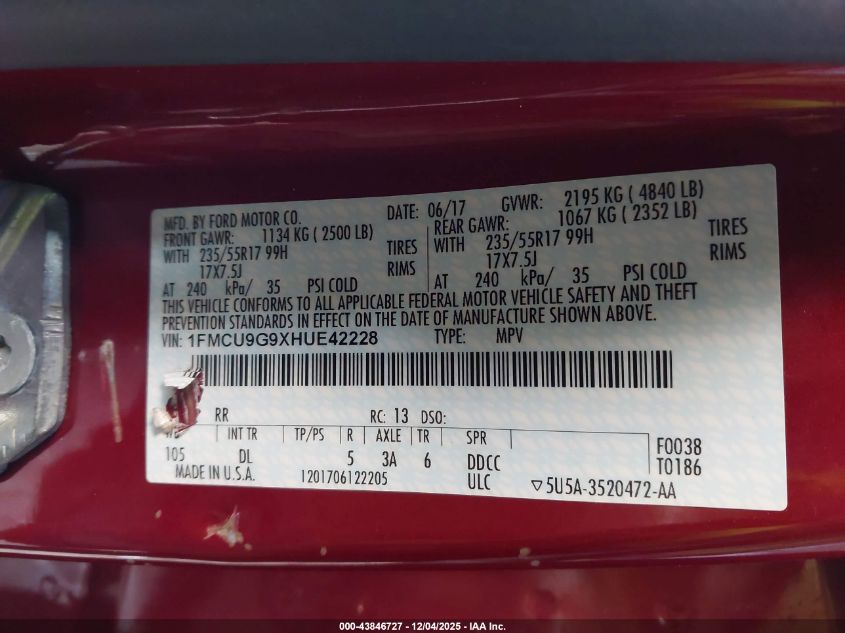 MFD. BY FORD MOTOR CO. DATE: 06/17 GVWR: 2195 KG ( 4840 LB)
FRONT GAWR: 1134 KG ( 2500 LB) REAR GAWR: 1067 KG ( 2352 LB)
WITH 235/55R17 99H TIRES WITH 235/55R17 99H TIRES
17X7.5J RIMS 17X7.5J RIMS
AT 240 kPa/ 35 PSI COLD AT 240 kPa/ 35 PSI COLD
THIS VEHICLE CONFORMS TO ALL APPLICABLE FEDERAL MOTOR VEHICLE SAFETY AND THEFT
PREVENTION STANDARDS IN EFFECT ON THE DATE OF MANUFACTURE SHOWN ABOVE.
VIN: 1FMCU9G9XHUE42228 TYPE: MPV
RR RC: 13 DSO:
WB INT TR TP/PS R AXLE TR SPR F0038
105 DL 5 3A 6 DDCC T0186
MADE IN U.S.A. 1201706122205 ULC ▽5U5A-3520472-AA
000-43846727 - 12/04/2025 - IAA Inc.